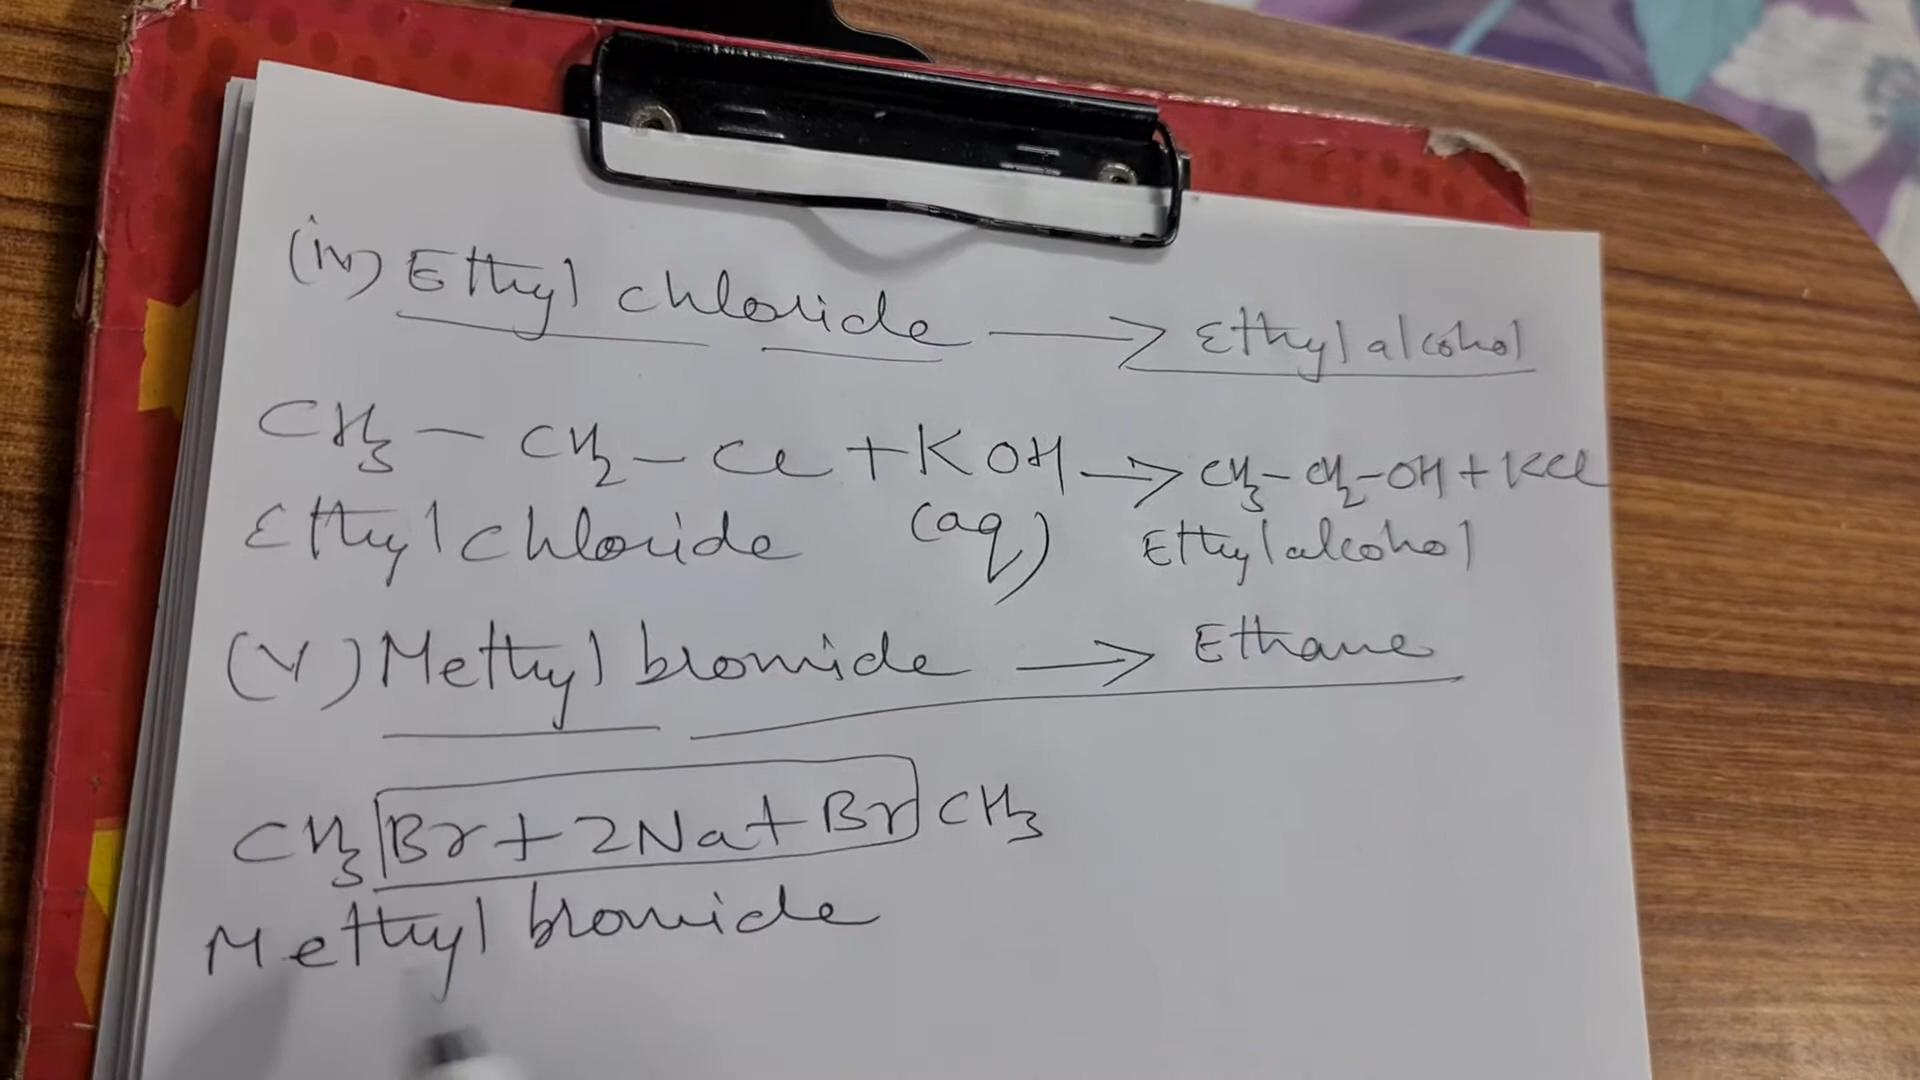 (iv) Ethyl chloride → Ethyl alcohol
CH₃ – CH₂ – Cl + KOH → CH₃ – CH₂ – OH + KCl
Ethyl chloride (aq) Ethyl alcohol
(V) Methyl bromide → Ethane
CH₃ Br + 2Na + Br CH₃
Methyl bromide